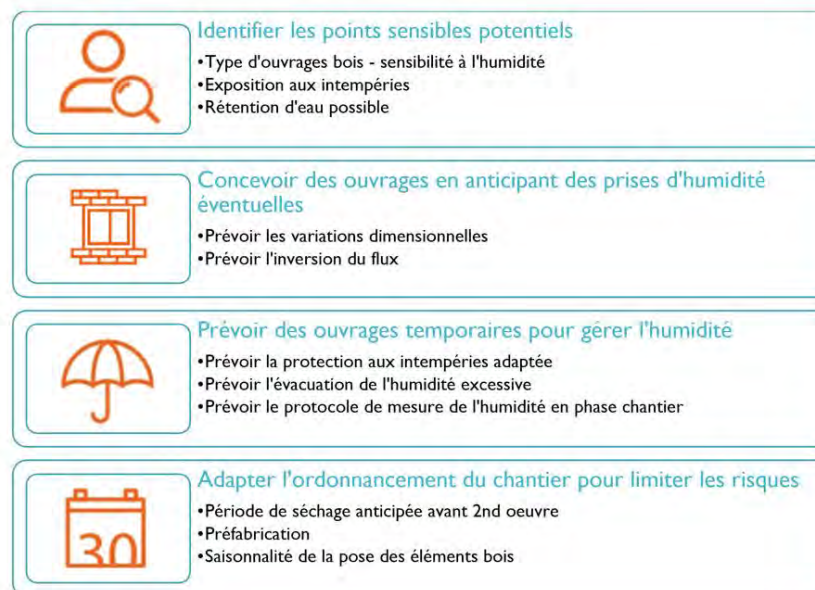 Identifier les points sensibles potentiels
•Type d'ouvrages bois - sensibilité à l'humidité
•Exposition aux intempéries
•Rétention d'eau possible
Concevoir des ouvrages en anticipant des prises d'humidité
éventuelles
•Prévoir les variations dimensionnelles
•Prévoir l'inversion du flux
Prévoir des ouvrages temporaires pour gérer l'humidité
•Prévoir la protection aux intempéries adaptée
•Prévoir l'évacuation de l'humidité excessive
•Prévoir le protocole de mesure de l'humidité en phase chantier
30
Adapter l'ordonnancement du chantier pour limiter les risques
•Période de séchage anticipée avant 2nd oeuvre
•Préfabrication
•Saisonnalité de la pose des éléments bois